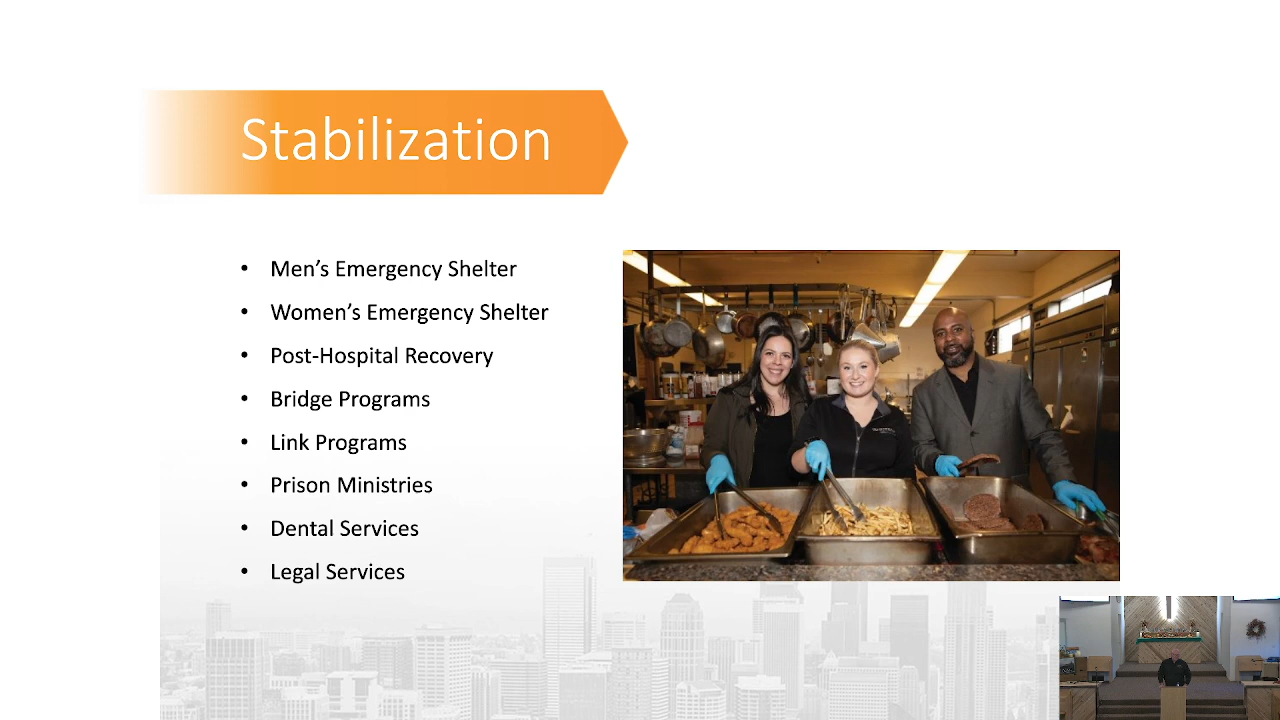 Stabilization
• Men’s Emergency Shelter
• Women’s Emergency Shelter
• Post-Hospital Recovery
• Bridge Programs
• Link Programs
• Prison Ministries
• Dental Services
• Legal Services